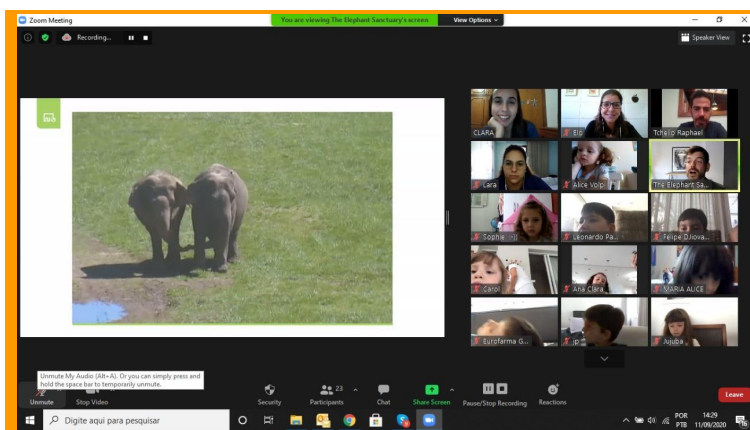 Zoom Meeting
You are viewing The Elephant Sanctuary's screen
View Options
Recording...
Speaker View
CLARA
Elo
Tchello Raphael
Lara
Alice Volpi
The Elephant Sa...
Sophie
Leonardo Pa...
Felipe DJiova...
Carol
Ana Clara
MARIA ALICE
Eurofarma G...
jp
Jujuba
Unmute My Audio (Alt+A). Or you can simply press and
hold the space bar to temporarily unmute.
Unmute
Stop Video
Security
Participants
23
Chat
Share Screen
Pause/Stop Recording
Reactions
Leave
Digite aqui para pesquisar
POR
PTB
14:29
11/09/2020